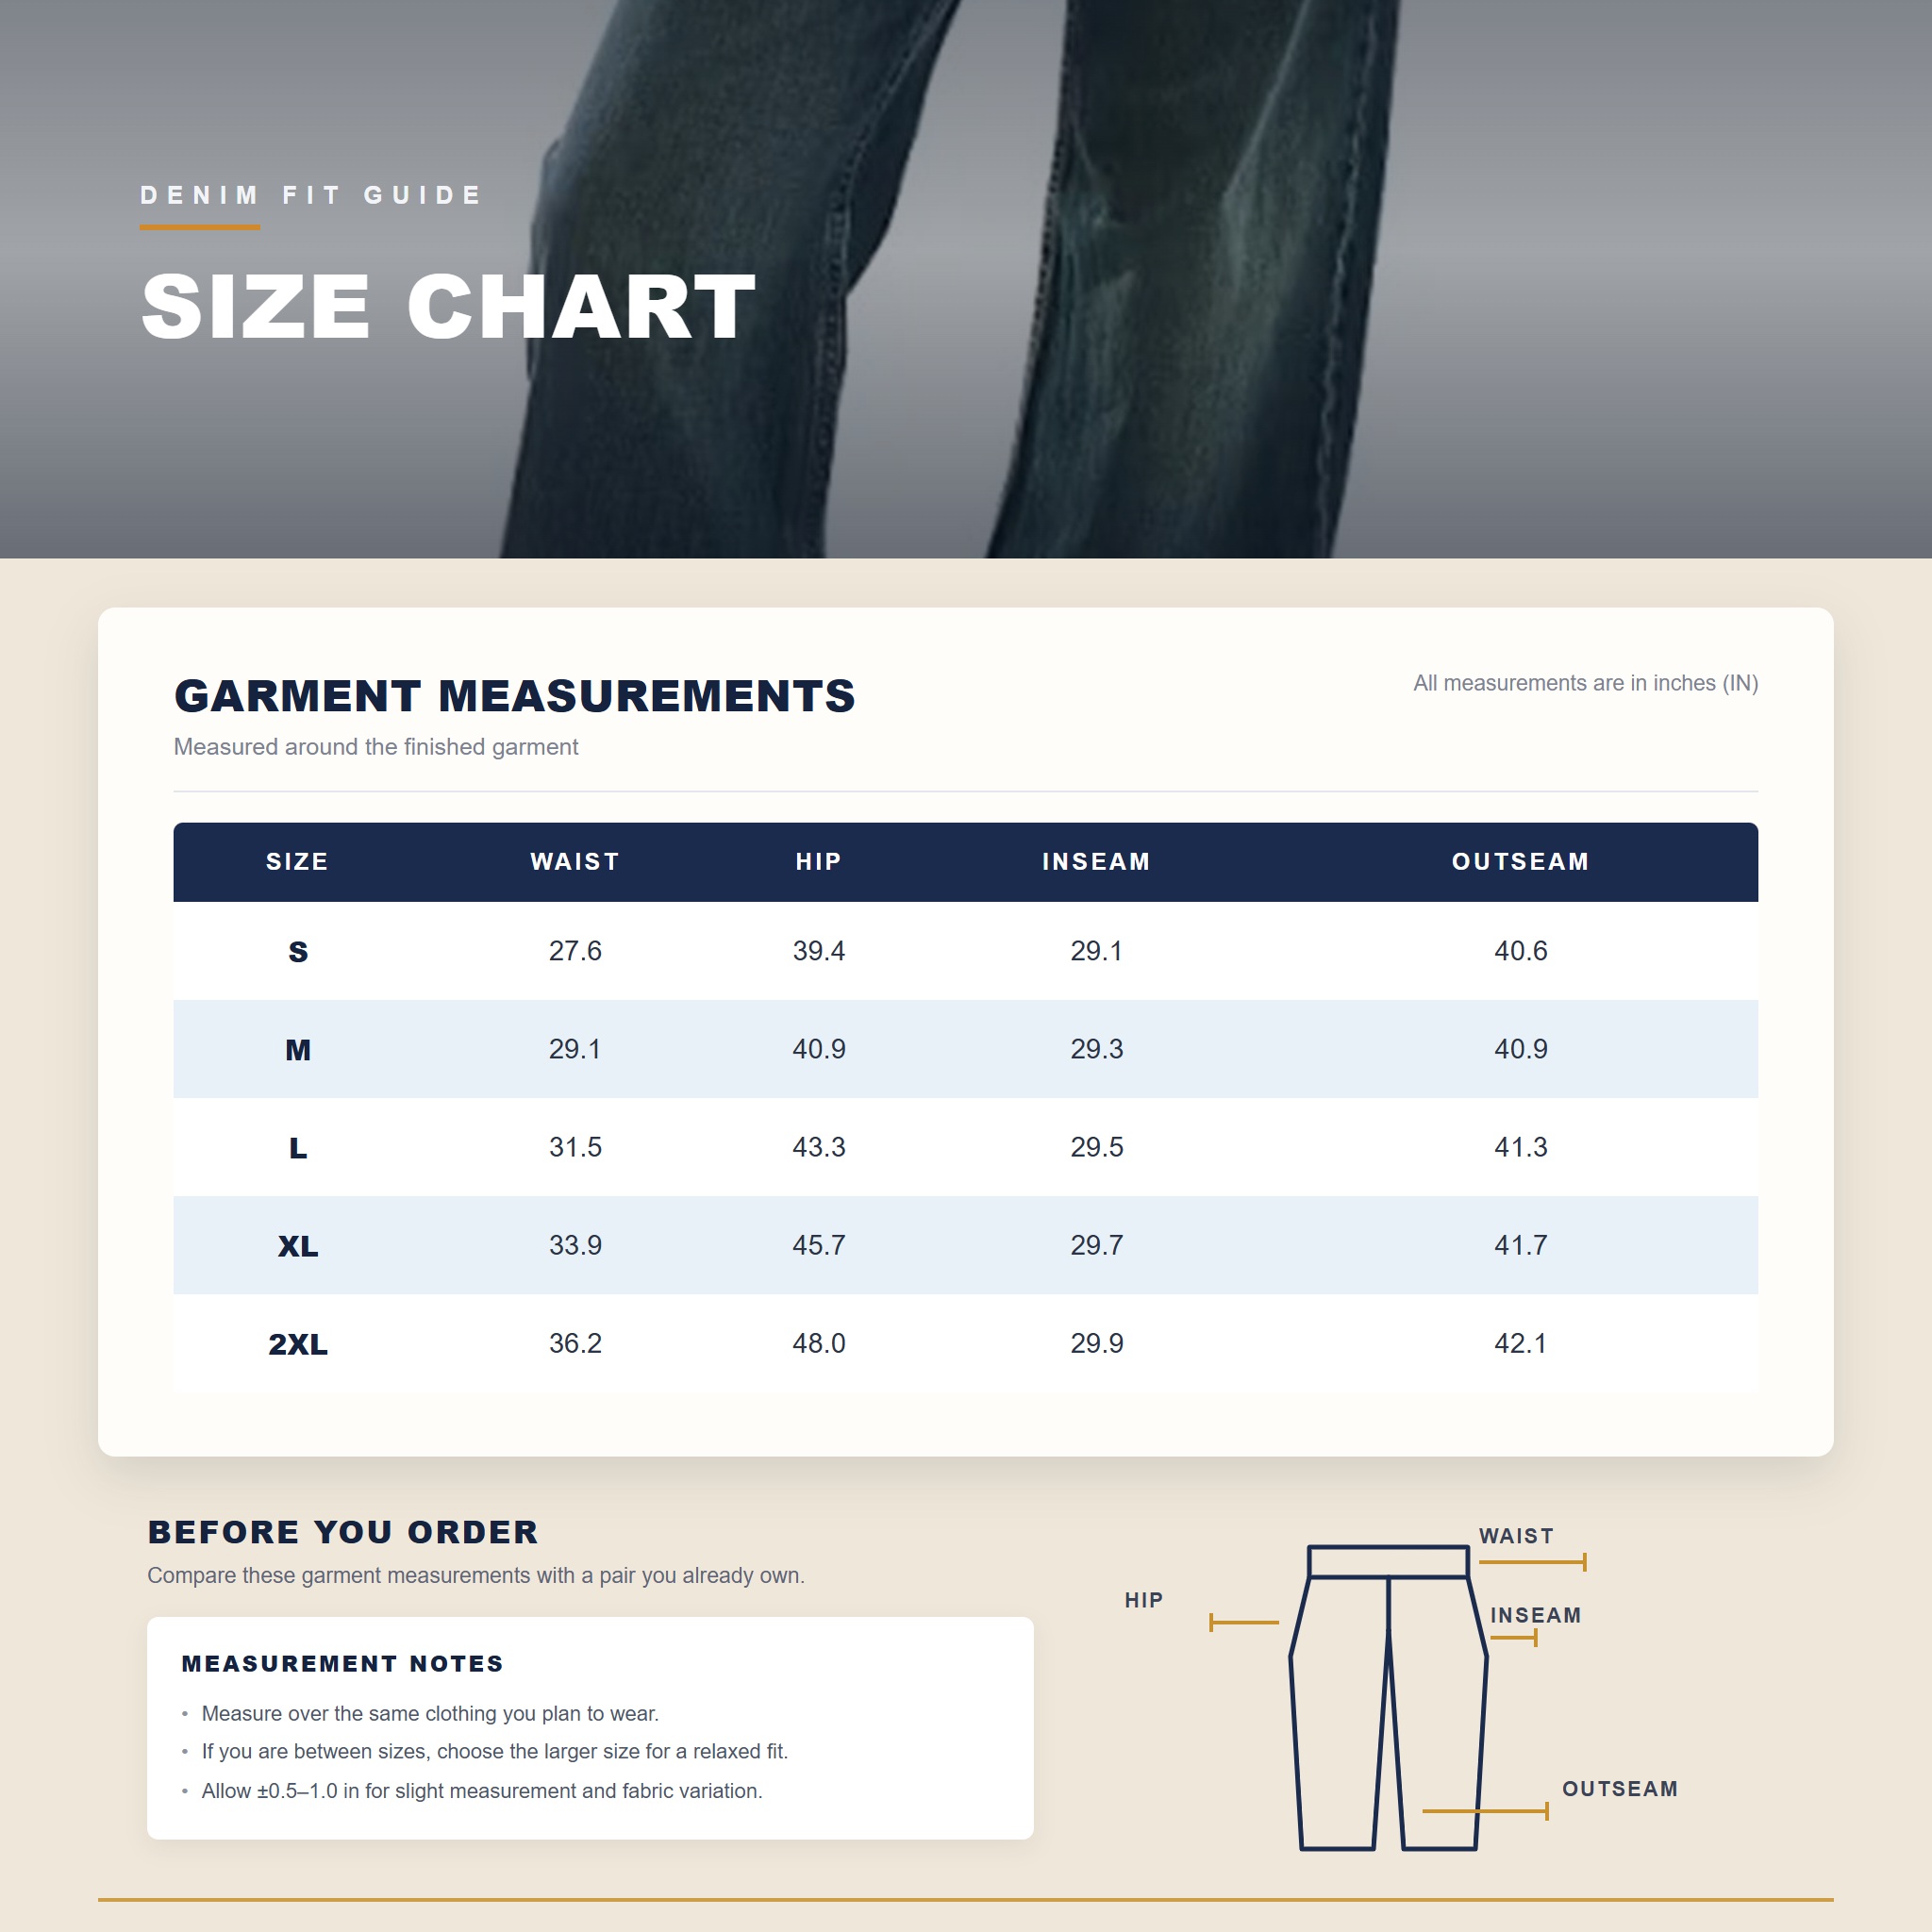 DENIM FIT GUIDE
SIZE CHART
GARMENT MEASUREMENTS
All measurements are in inches (IN)
Measured around the finished garment
SIZE WAIST HIP INSEAM OUTSEAM
S 27.6 39.4 29.1 40.6
M 29.1 40.9 29.3 40.9
L 31.5 43.3 29.5 41.3
XL 33.9 45.7 29.7 41.7
2XL 36.2 48.0 29.9 42.1
BEFORE YOU ORDER
Compare these garment measurements with a pair you already own.
MEASUREMENT NOTES
• Measure over the same clothing you plan to wear.
• If you are between sizes, choose the larger size for a relaxed fit.
• Allow ±0.5–1.0 in for slight measurement and fabric variation.
WAIST
HIP
INSEAM
OUTSEAM